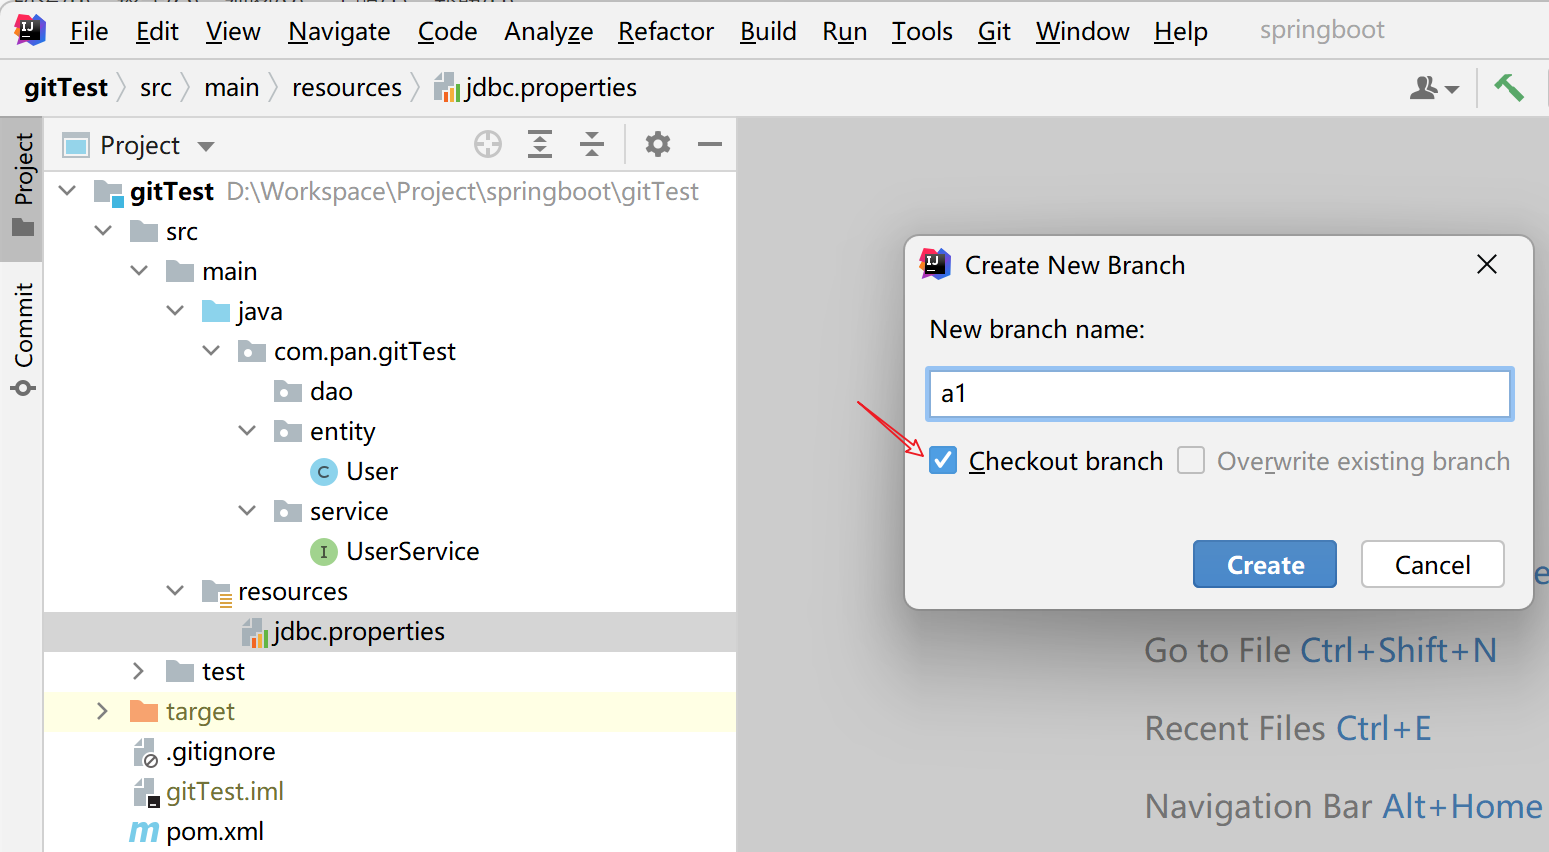 File Edit View Navigate Code Analyze Refactor Build Run Tools Git Window Help springboot
gitTest src main resources jdbc.properties
Project
Commit
Project
gitTest D:\Workspace\Project\springboot\gitTest
src
main
java
com.pan.gitTest
dao
entity
User
service
UserService
resources
jdbc.properties
test
target
.gitignore
gitTest.iml
pom.xml
Create New Branch
New branch name:
a1
Checkout branch Overwrite existing branch
Create Cancel
Go to File Ctrl+Shift+N
Recent Files Ctrl+E
Navigation Bar Alt+Home